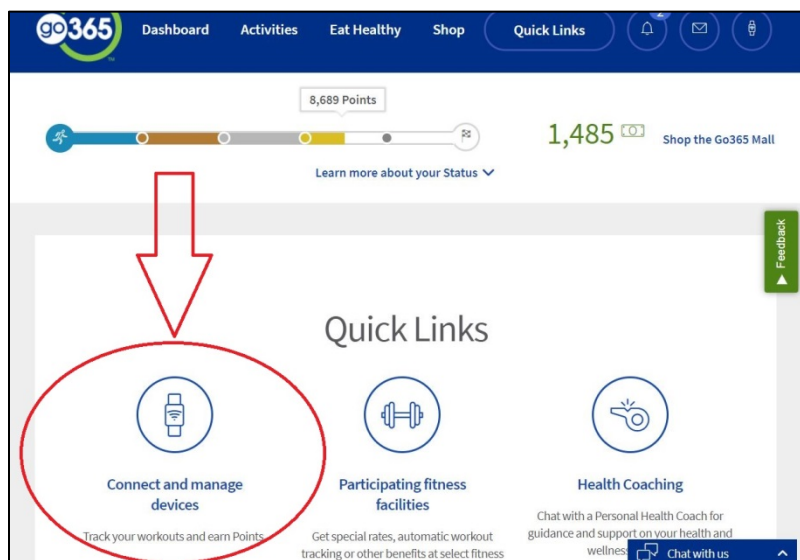 go365
Dashboard Activities Eat Healthy Shop Quick Links 2
8,689 Points
1,485 Shop the Go365 Mall
Learn more about your Status
Feedback
Quick Links
Connect and manage
devices
Track your workouts and earn Points.
Participating fitness
facilities
Get special rates, automatic workout
tracking or other benefits at select fitness
Health Coaching
Chat with a Personal Health Coach for
guidance and support on your health and
wellness
Chat with us